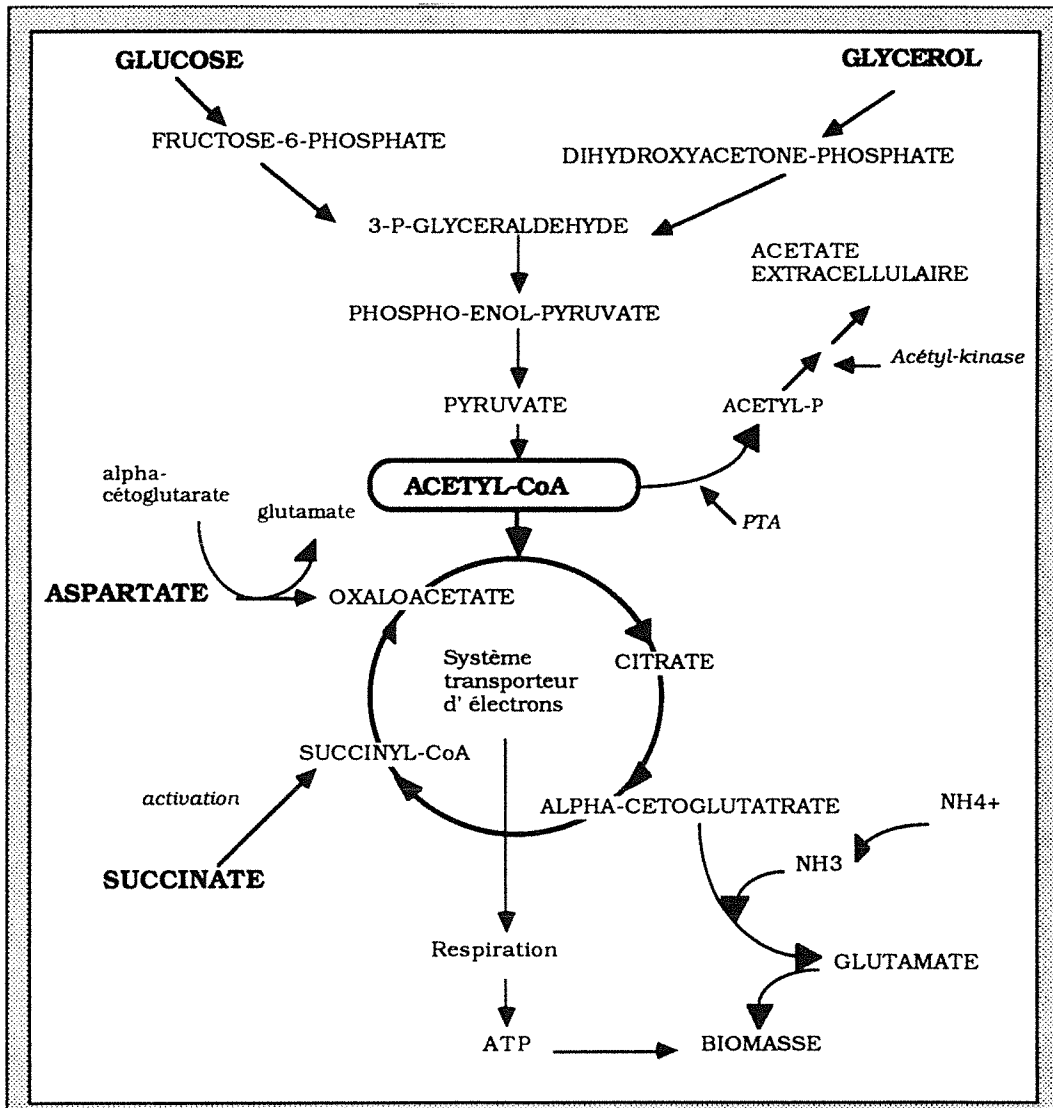 GLUCOSE
GLYCEROL
FRUCTOSE-6-PHOSPHATE
DIHYDROXYACETONE-PHOSPHATE
3-P-GLYCERALDEHYDE
ACETATE
EXTRACELLULAIRE
PHOSPHO-ENOL-PYRUVATE
Acétyl-kinase
PYRUVATE
ACETYL-P
alpha-
cétoglutarate
glutamate
ACETYL-CoA
PTA
ASPARTATE
OXALOACETATE
CITRATE
Système
transporteur
d' électrons
SUCCINYL-CoA
activation
ALPHA-CETOGLUTATRATE
NH4+
SUCCINATE
NH3
Respiration
GLUTAMATE
ATP
BIOMASSE